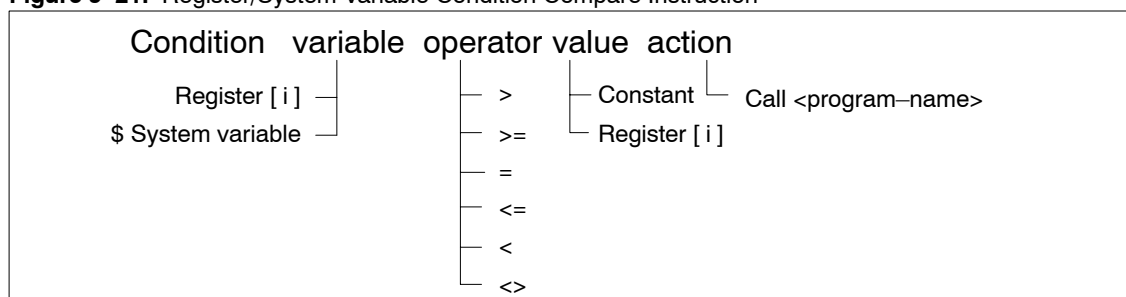 Figure 5–21. Register/System Variable Condition Compare Instruction
Condition variable operator value action
Register [ i ] > Constant Call <program–name>
$ System variable >= Register [ i ]
=
<=
<
<>